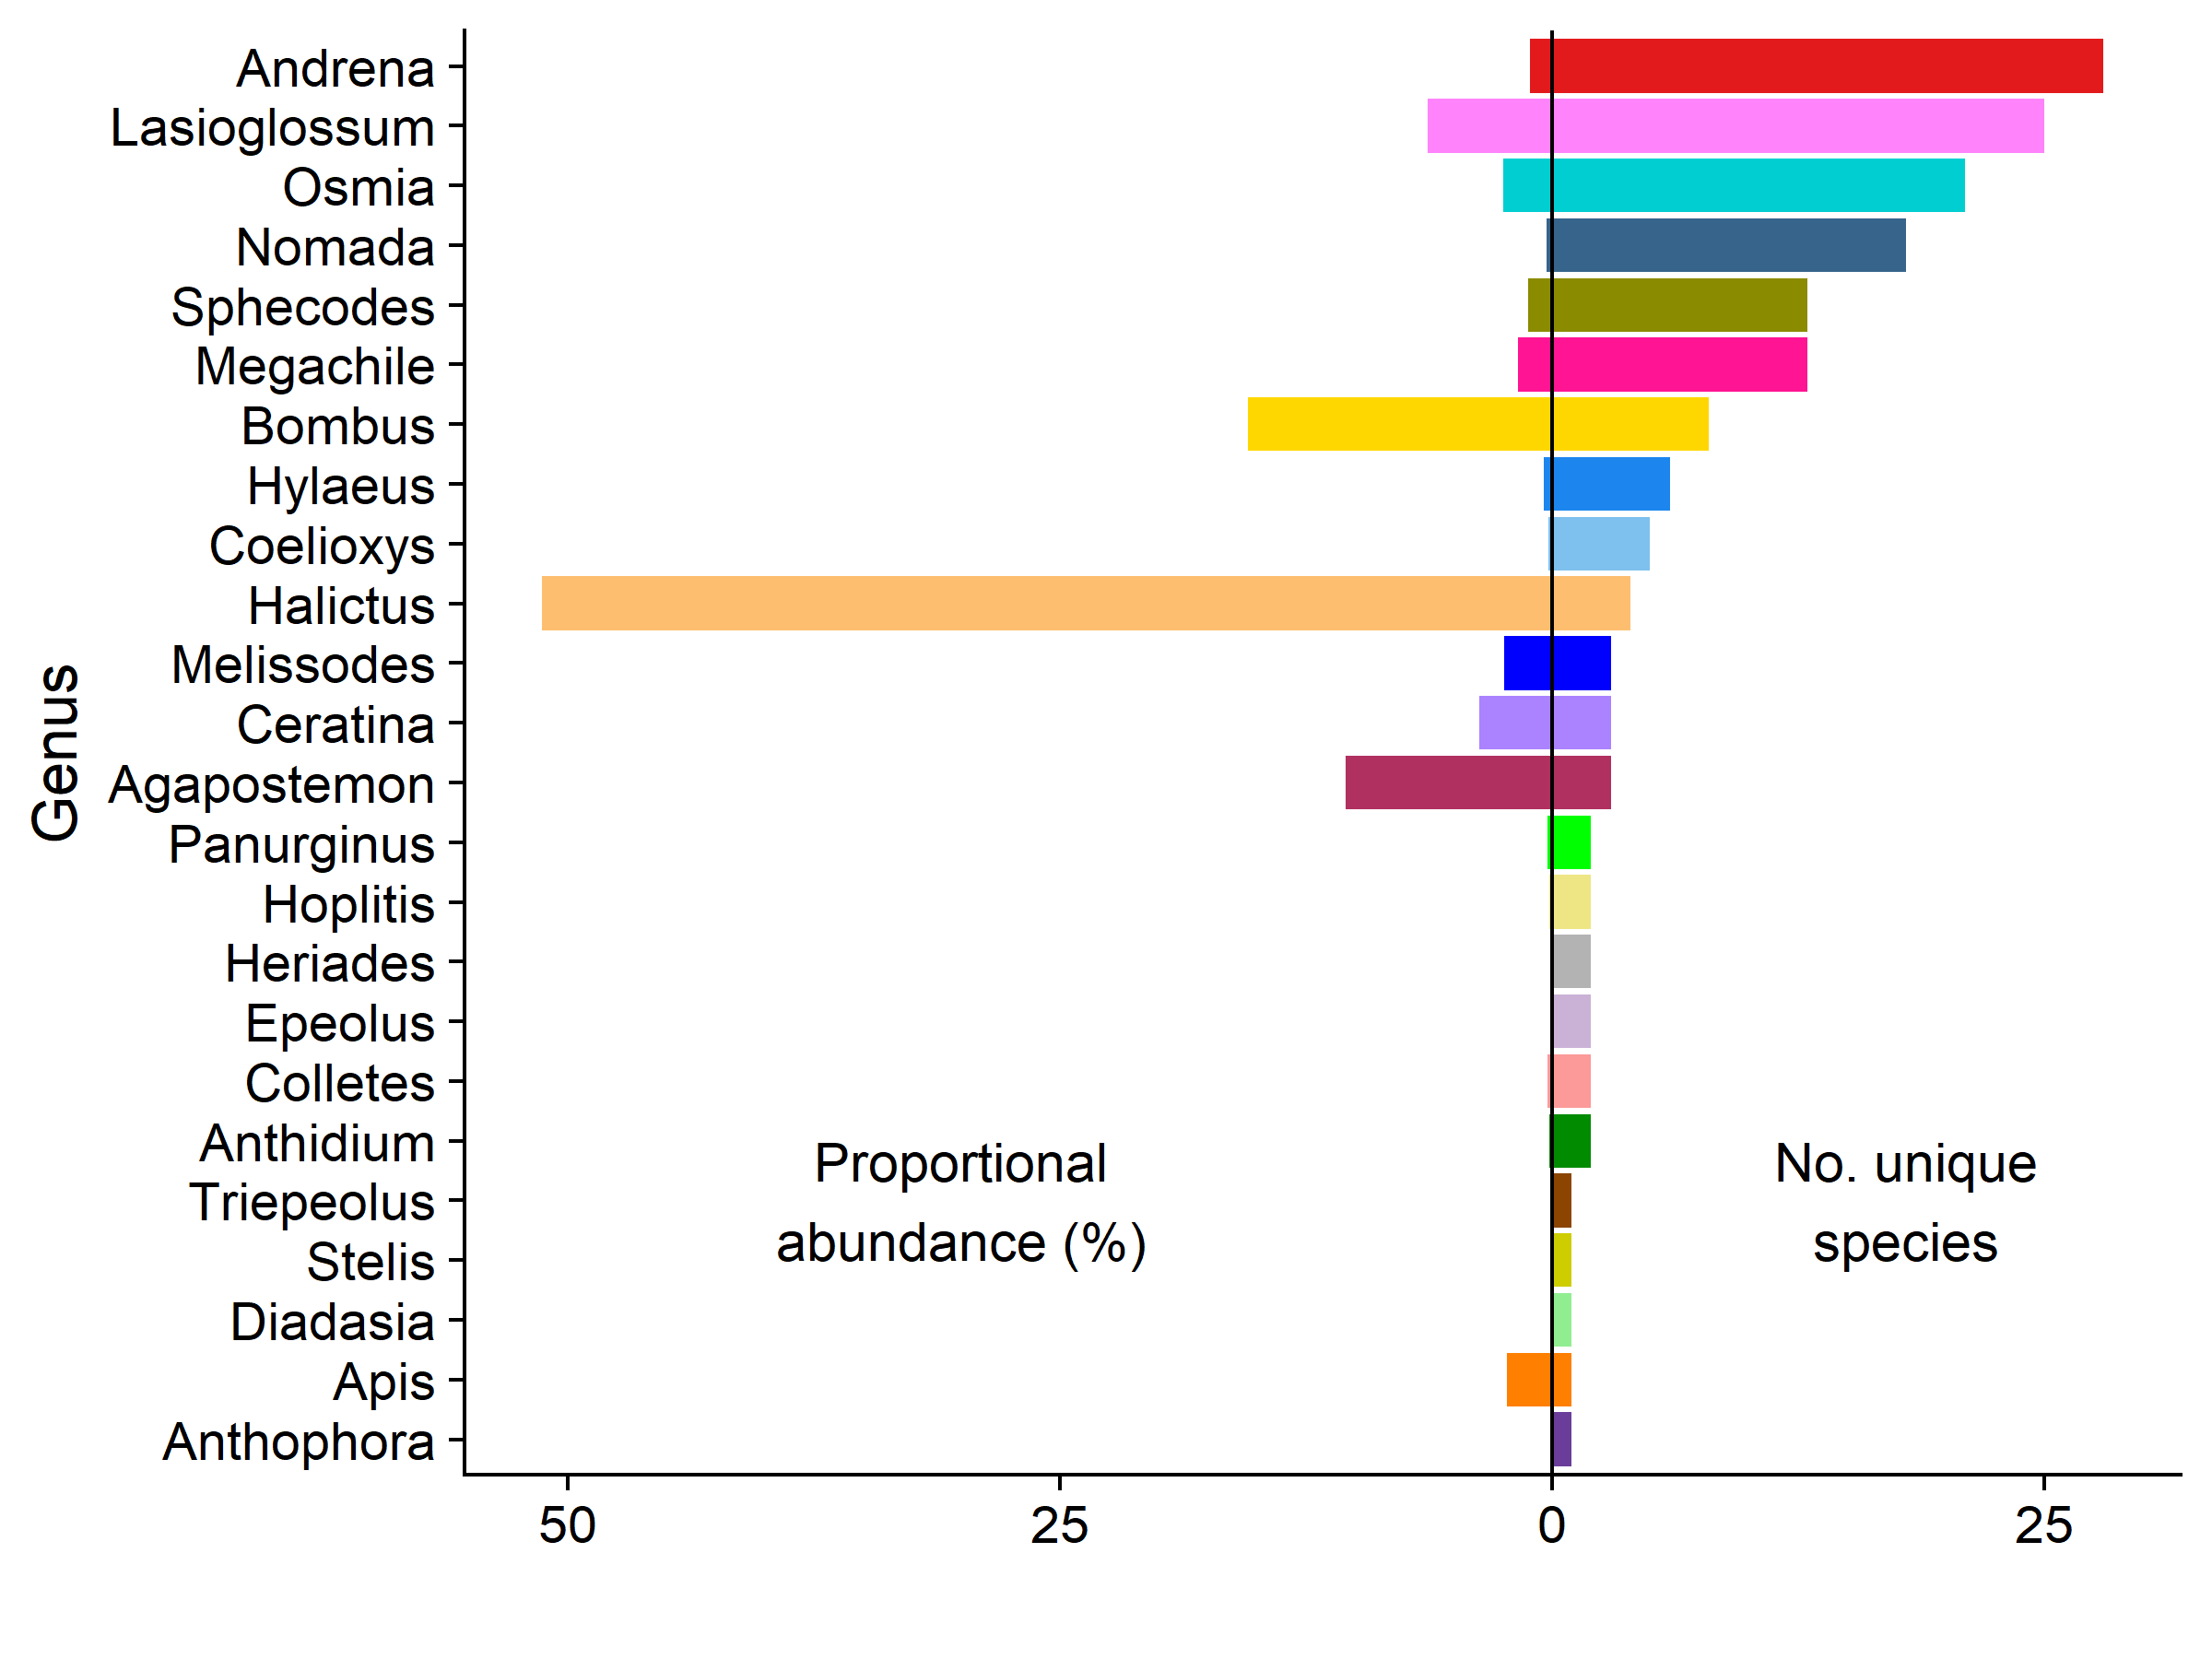 Andrena
Lasioglossum
Osmia
Nomada
Sphecodes
Megachile
Bombus
Hylaeus
Coelioxys
Halictus
Melissodes
Ceratina
Agapostemon
Panurginus
Hoplitis
Heriades
Epeolus
Colletes
Anthidium
Triepeolus
Stelis
Diadasia
Apis
Anthophora
Genus
Proportional
abundance (%)
No. unique
species
50 25 0 25